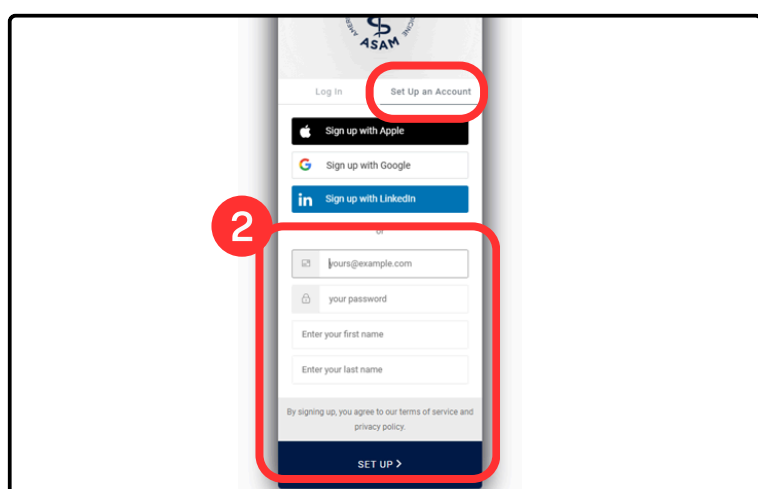 ASAM
Log In
Set Up an Account
Sign up with Apple
Sign up with Google
in
Sign up with LinkedIn
2
or
yours@example.com
your password
Enter your first name
Enter your last name
By signing up, you agree to our terms of service and
privacy policy.
SET UP >